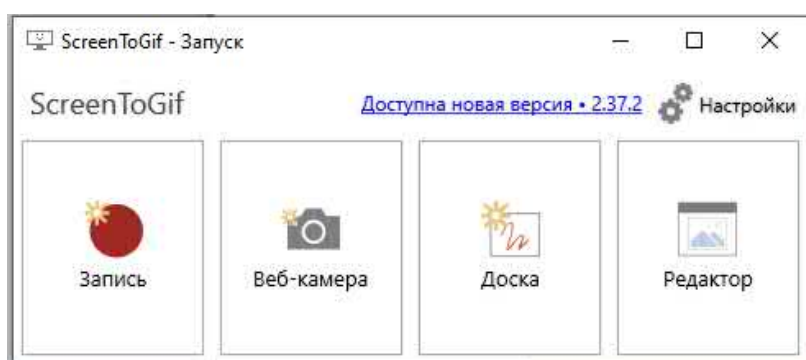 ScreenToGif - Запуск
ScreenToGif
Доступна новая версия • 2.37.2
Настройки
Запись
Веб-камера
Доска
Редактор